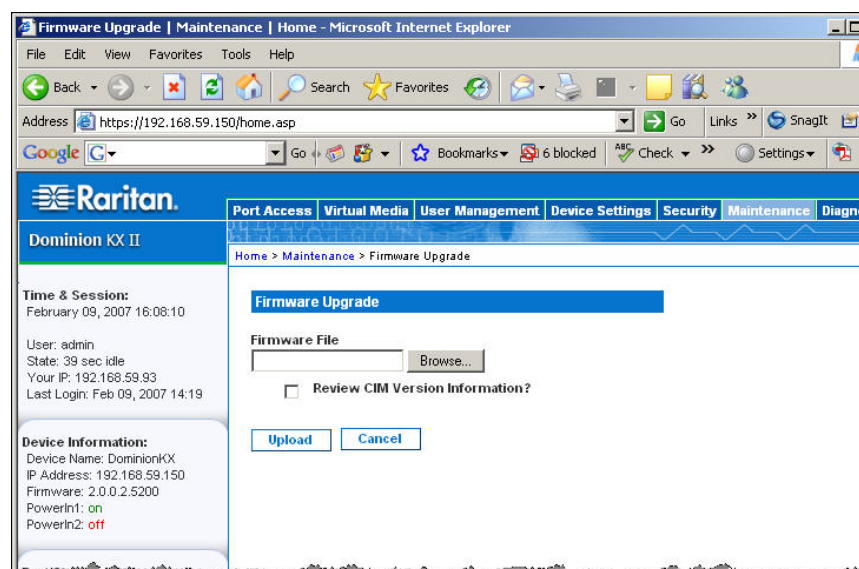 Firmware Upgrade | Maintenance | Home - Microsoft Internet Explorer
File Edit View Favorites Tools Help
Back Search Favorites
Address https://192.168.59.150/home.asp Go Links » SnagIt
Google G Go Bookmarks 6 blocked ABC Check » Settings
Raritan.
Port Access Virtual Media User Management Device Settings Security Maintenance Diagn
Dominion KX II
Home > Maintenance > Firmware Upgrade
Time & Session:
February 09, 2007 16:08:10
User: admin
State: 39 sec idle
Your IP: 192.168.59.93
Last Login: Feb 09, 2007 14:19
Device Information:
Device Name: DominionKX
IP Address: 192.168.59.150
Firmware: 2.0.0.2.5200
PowerIn1: on
PowerIn2: off
Firmware Upgrade
Firmware File
Browse...
Review CIM Version Information?
Upload Cancel